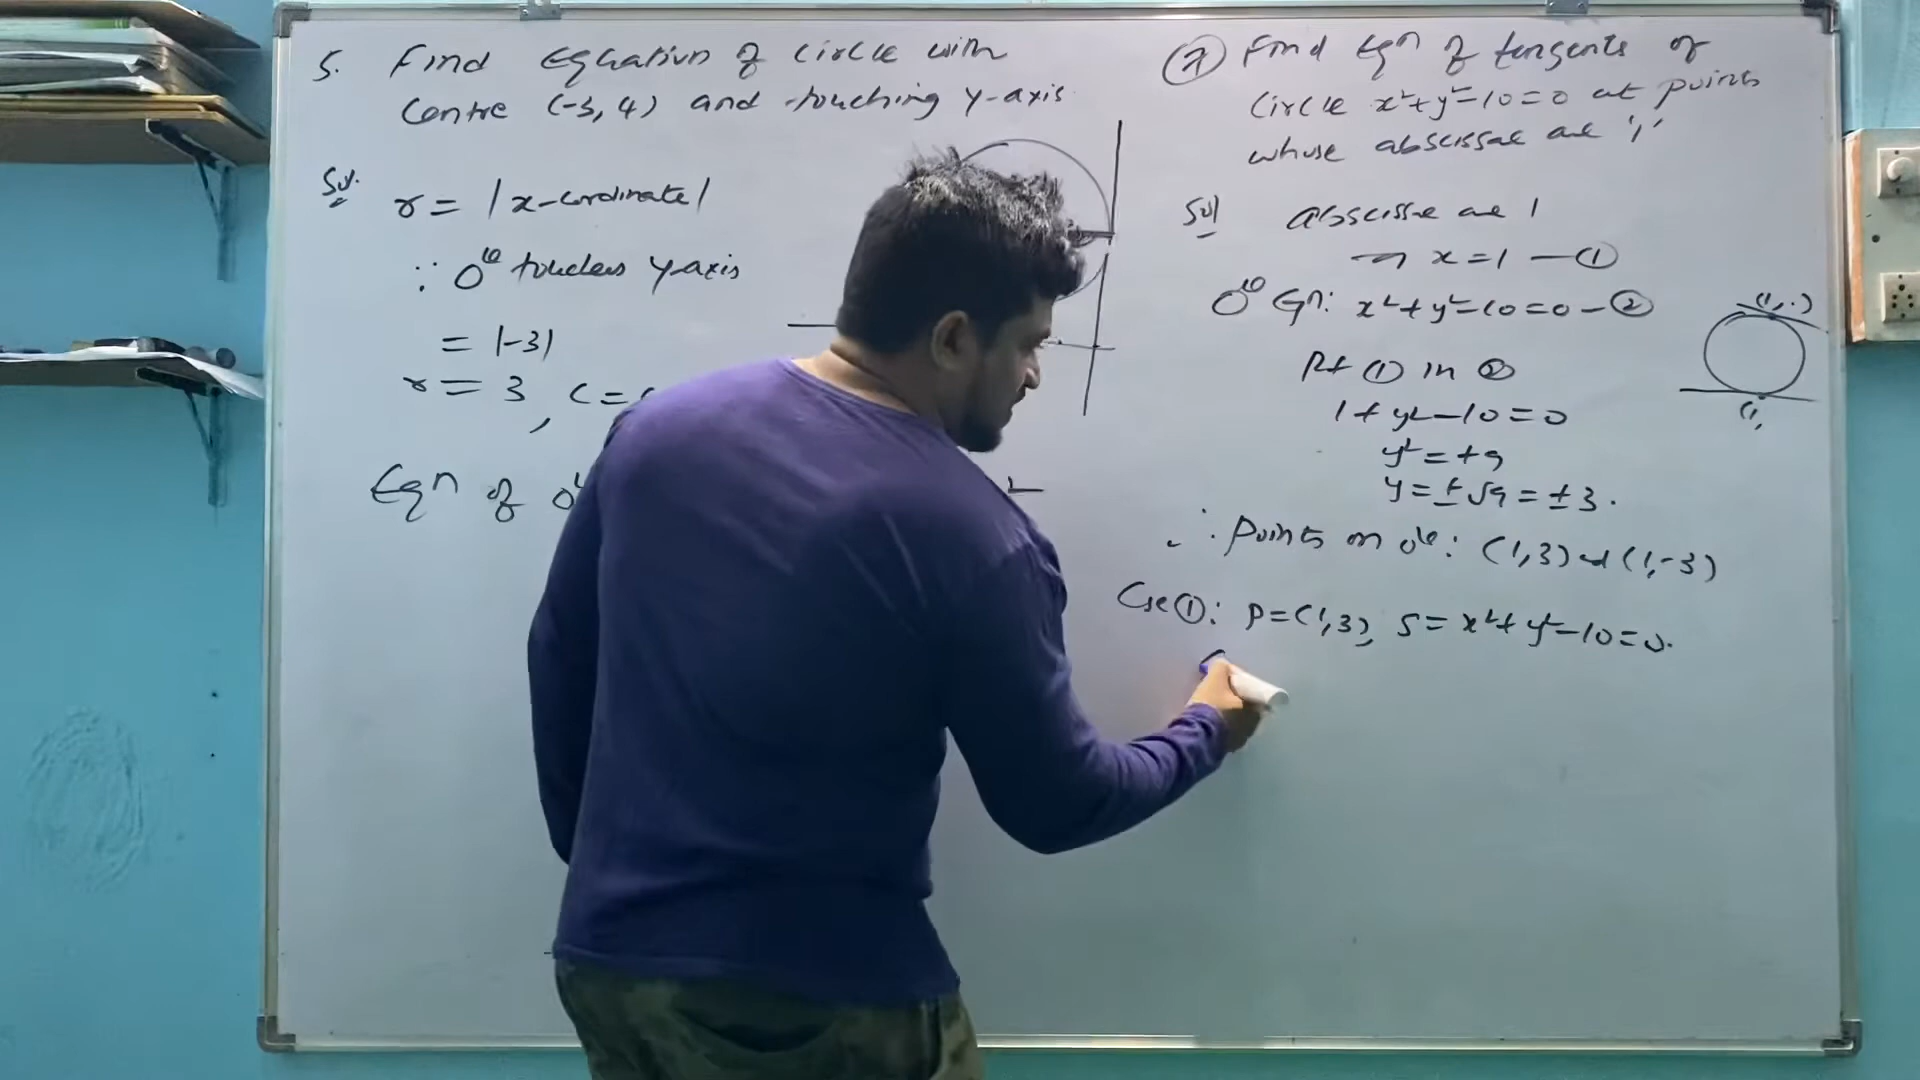 5. Find Equation of circle with
centre (-3, 4) and touching y-axis
Sol.
r = |x-cordinate|
∵ O^le touches y-axis
= |-3|
r = 3, C =
Eqn of O
7 Find Eqn of tangents of
circle x²+y²-10=0 at points
whose abscissae are '1'
Sol abscissae are 1
x=1 — ①
O^le Eqn: x²+y²-10=0 - ②
(1, .)
(1,
Put ① in ②
1+y²-10=0
y²=+9
y=±√9=±3.
∴ Points on O^le: (1,3) and (1,-3)
Case ①: P=(1,3), S= x²+y²-10=0.